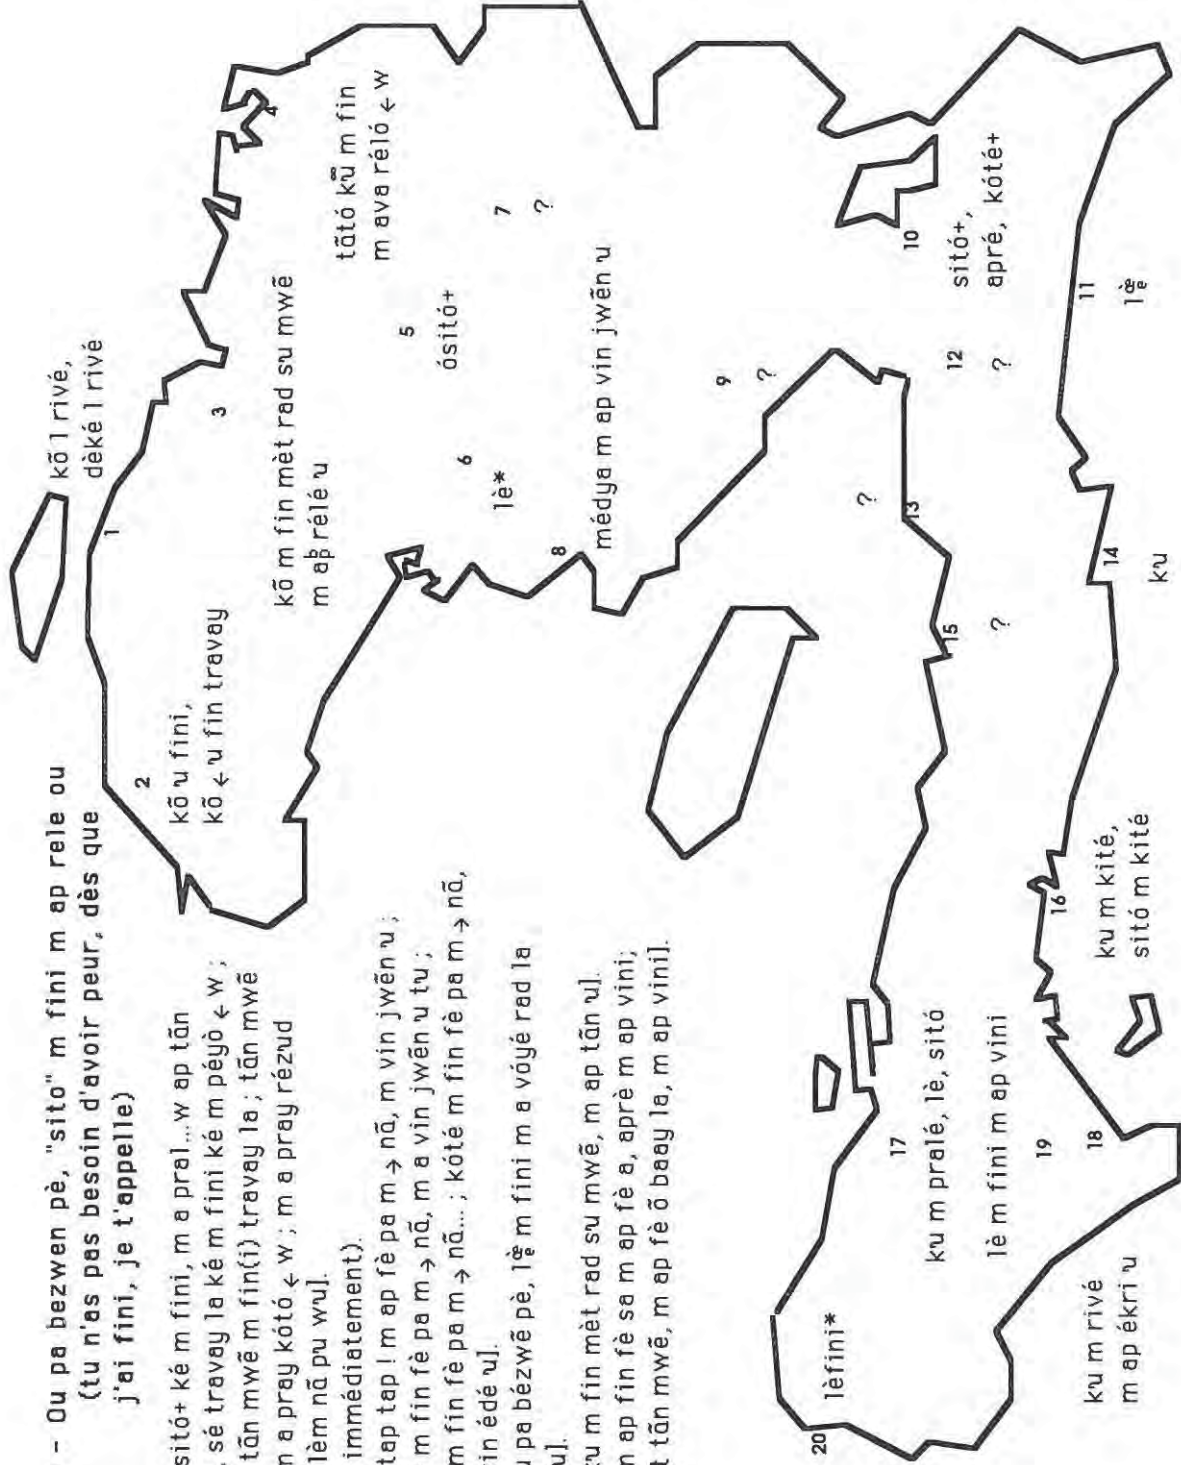 - Ou pa bezwen pè, "sito" m fini m ap rele ou
(tu n'as pas besoin d'avoir peur, dès que
j'ai fini, je t'appelle)
sitó+ ké m fini, m a pral...w ap tãn
sé travay la ké m fini ké m péyò ← w ;
tãn mwẽ m fin(i) travay la ; tãn mwẽ
m a pray kótó ← w ; m a pray rézud
lèm nã pu wu].
immédiatement).
tap tap ! m ap fè pa m → nã, m vin jwẽn u ;
m fin fè pa m → nã, m a vin jwẽn u tu ;
m fin fè pa m → nã... ; kóté m fin fè pa m → nã,
in édé u].
u pa bézwẽ pè, lœ̨ m fini m a vóyé rad la
u].
ku m fin mèt rad su mwẽ, m ap tãn u].
m ap fin fè sa m ap fè a, aprè m ap vini;
t tãn mwẽ, m ap fè õ baay la, m ap vini].
kõ l rivé,
dèké l rivé
1
2
kõ u fini,
kõ ← u fin travay
3
kõ m fin mèt rad su mwẽ
m ap rélé u
4
tãtó kũ m fin
m ava réló ← w
5
ósitó+
6
lè*
7
?
8
médya m ap vin jwẽn u
9
?
10
sitó+,
apré, kóté+
11
lœ̨
12
?
13
?
14
ku
15
?
16
ku m kité,
sitó m kité
17
ku m pralé, lè, sitó
lè m fini m ap vini
19
18
ku m rivé
m ap ékri u
20
lèfini*